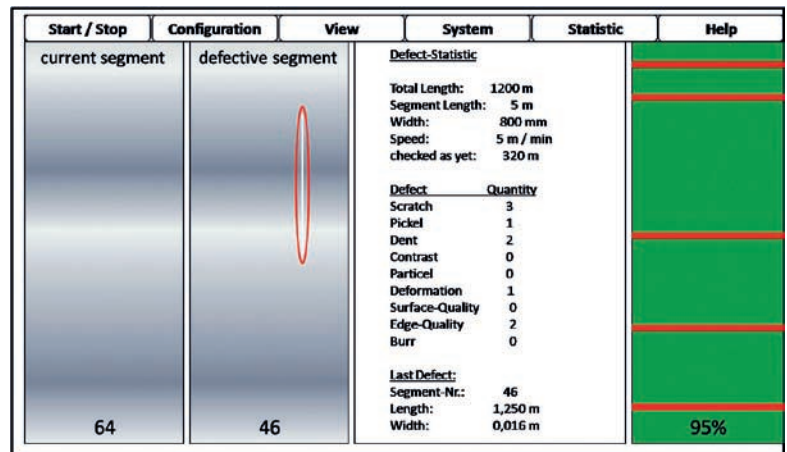 Start / Stop
Configuration
View
System
Statistic
Help
current segment
64
defective segment
46
Defect-Statistic
Total Length: 1200 m
Segment Length: 5 m
Width: 800 mm
Speed: 5 m / min
checked as yet: 320 m
Defect Quantity
Scratch 3
Pickel 1
Dent 2
Contrast 0
Particel 0
Deformation 1
Surface-Quality 0
Edge-Quality 2
Burr 0
Last Defect:
Segment-Nr.: 46
Length: 1,250 m
Width: 0,016 m
95%